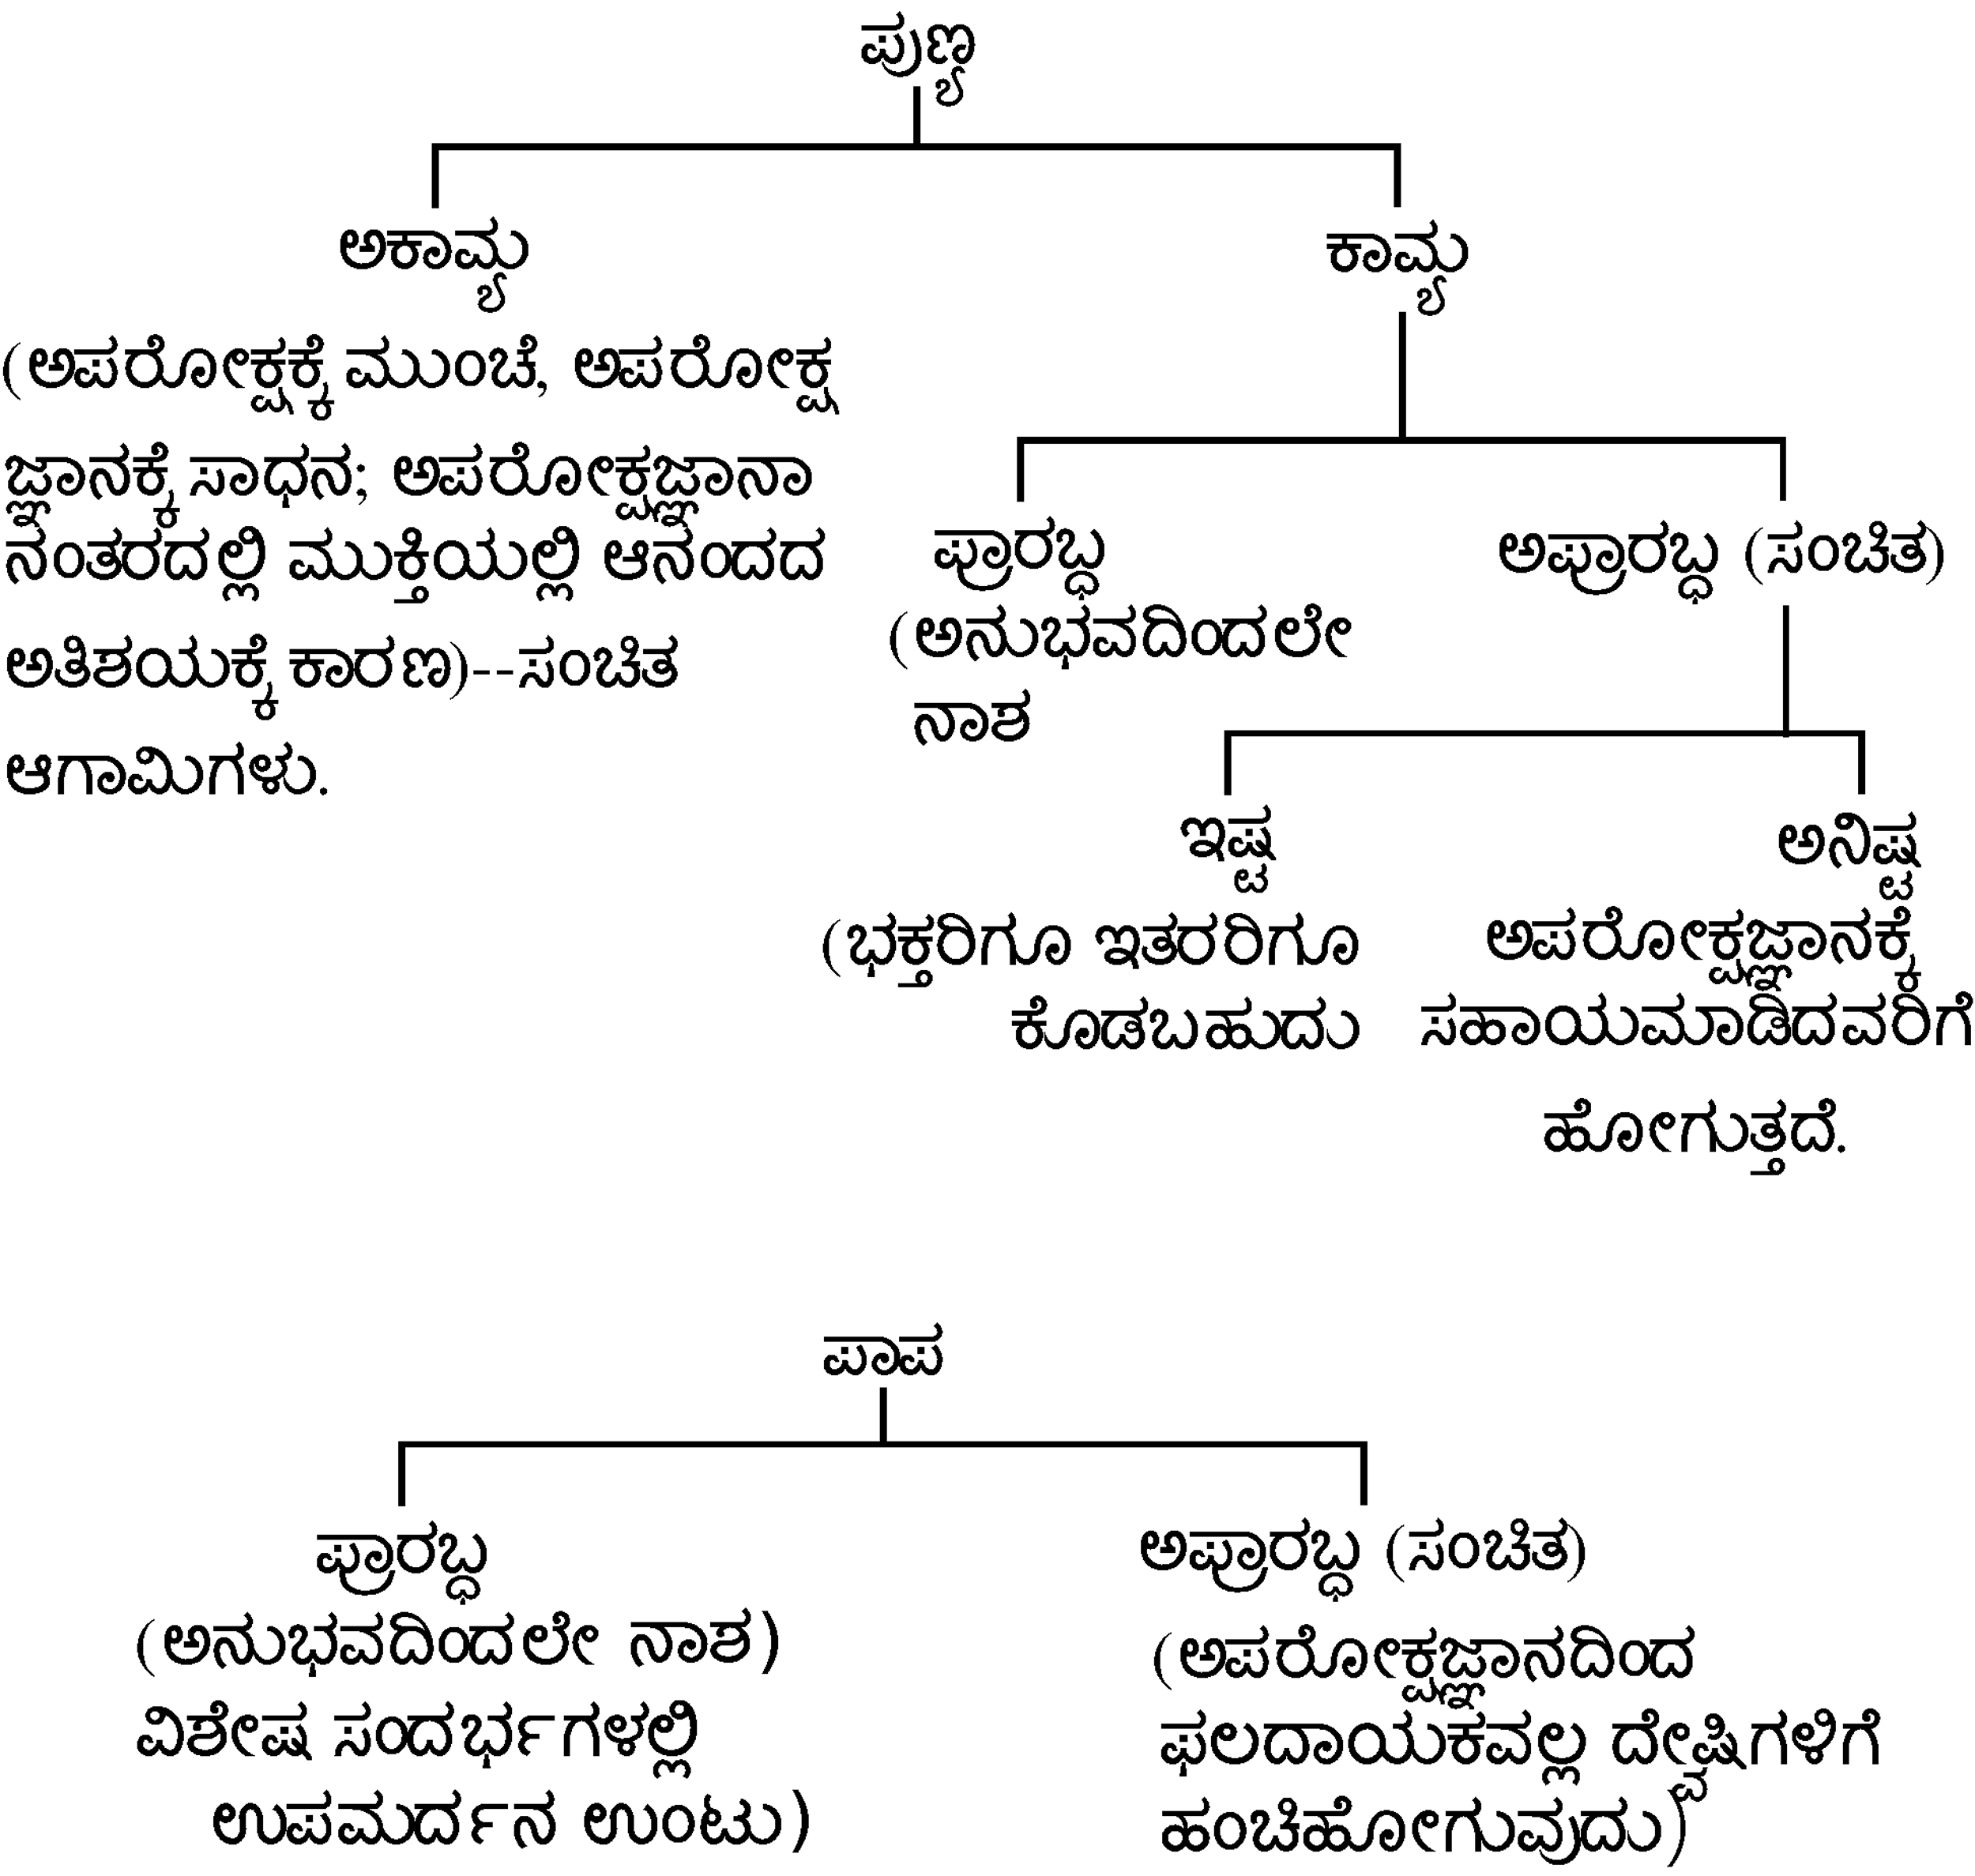 ಪುಣ್ಯ
ಅಕಾಮ್ಯ
(ಅಪರೋಕ್ಷಕ್ಕೆ ಮುಂಚೆ, ಅಪರೋಕ್ಷ
ಜ್ಞಾನಕ್ಕೆ ಸಾಧನ; ಅಪರೋಕ್ಷಜ್ಞಾನಾ
ನಂತರದಲ್ಲಿ ಮುಕ್ತಿಯಲ್ಲಿ ಆನಂದದ
ಅತಿಶಯಕ್ಕೆ ಕಾರಣ)--ಸಂಚಿತ
ಆಗಾಮಿಗಳು.
ಕಾಮ್ಯ
ಪ್ರಾರಬ್ಧ
(ಅನುಭವದಿಂದಲೇ
ನಾಶ
ಅಪ್ರಾರಬ್ಧ (ಸಂಚಿತ)
ಇಷ್ಟ
(ಭಕ್ತರಿಗೂ ಇತರರಿಗೂ
ಕೊಡಬಹುದು
ಅನಿಷ್ಟ
ಅಪರೋಕ್ಷಜ್ಞಾನಕ್ಕೆ
ಸಹಾಯಮಾಡಿದವರಿಗೆ
ಹೋಗುತ್ತದೆ.
ಪಾಪ
ಪ್ರಾರಬ್ಧ
(ಅನುಭವದಿಂದಲೇ ನಾಶ)
ವಿಶೇಷ ಸಂದರ್ಭಗಳಲ್ಲಿ
ಉಪಮರ್ದನ ಉಂಟು)
ಅಪ್ರಾರಬ್ಧ (ಸಂಚಿತ)
(ಅಪರೋಕ್ಷಜ್ಞಾನದಿಂದ
ಫಲದಾಯಕವಲ್ಲ ದ್ವೇಷಿಗಳಿಗೆ
ಹಂಚಿಹೋಗುವುದು)